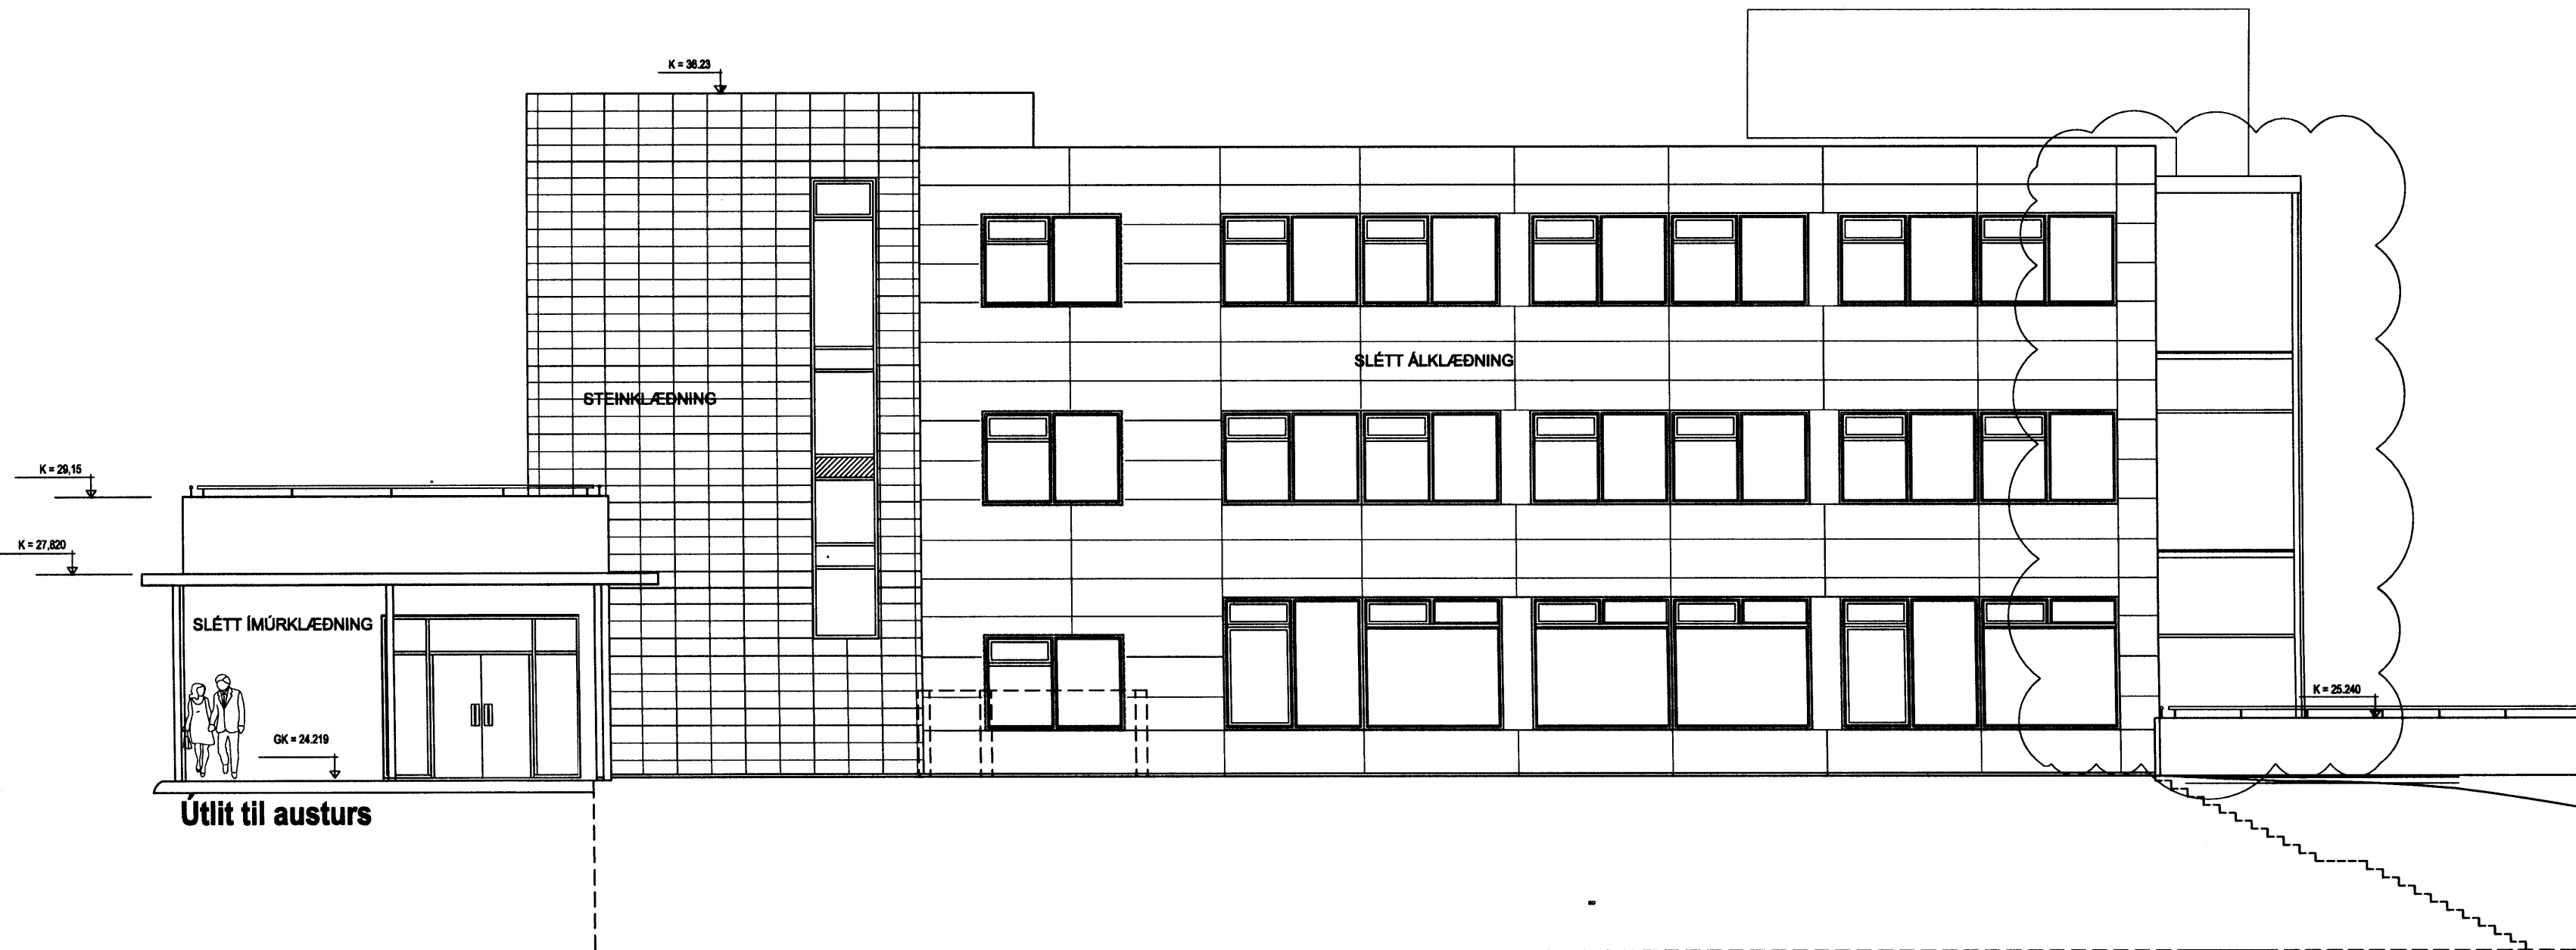 K = 36.23
SLÉTT ÁLKLÆÐNING
STEINKLÆÐNING
K = 29,15
K = 27,820
SLÉTT ÍMÚRKLÆÐNING
K = 25.240
GK = 24.219
Útlit til austurs